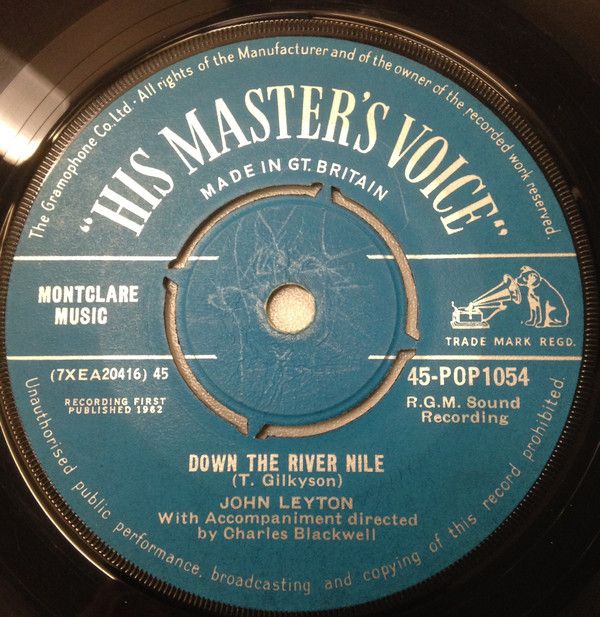 The Gramophone Co. Ltd · All rights of the Manufacturer and of the owner of the recorded work reserved.
"HIS MASTER'S VOICE"
MADE IN GT. BRITAIN
MONTCLARE
MUSIC
TRADE MARK REGD.
(7XEA20416) 45
45-POP1054
RECORDING FIRST
PUBLISHED 1962
R.G.M. Sound
Recording
DOWN THE RIVER NILE
(T. Gilkyson)
JOHN LEYTON
With Accompaniment directed
by Charles Blackwell
Unauthorised public performance, broadcasting and copying of this record prohibited.